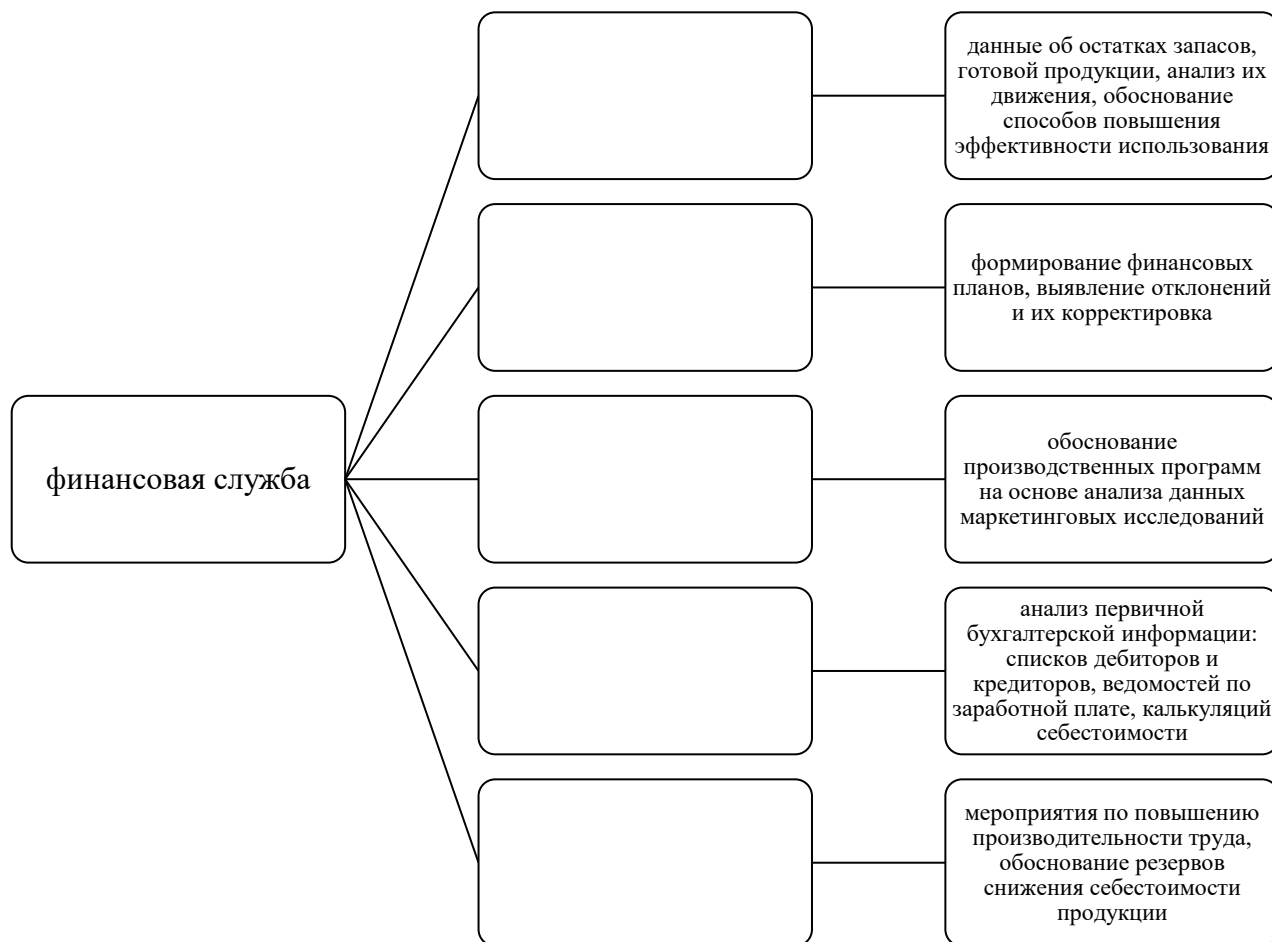 данные об остатках запасов,
готовой продукции, анализ их
движения, обоснование
способов повышения
эффективности использования
формирование финансовых
планов, выявление отклонений
и их корректировка
финансовая служба
обоснование
производственных программ
на основе анализа данных
маркетинговых исследований
анализ первичной
бухгалтерской информации:
списков дебиторов и
кредиторов, ведомостей по
заработной плате, калькуляций
себестоимости
мероприятия по повышению
производительности труда,
обоснование резервов
снижения себестоимости
продукции